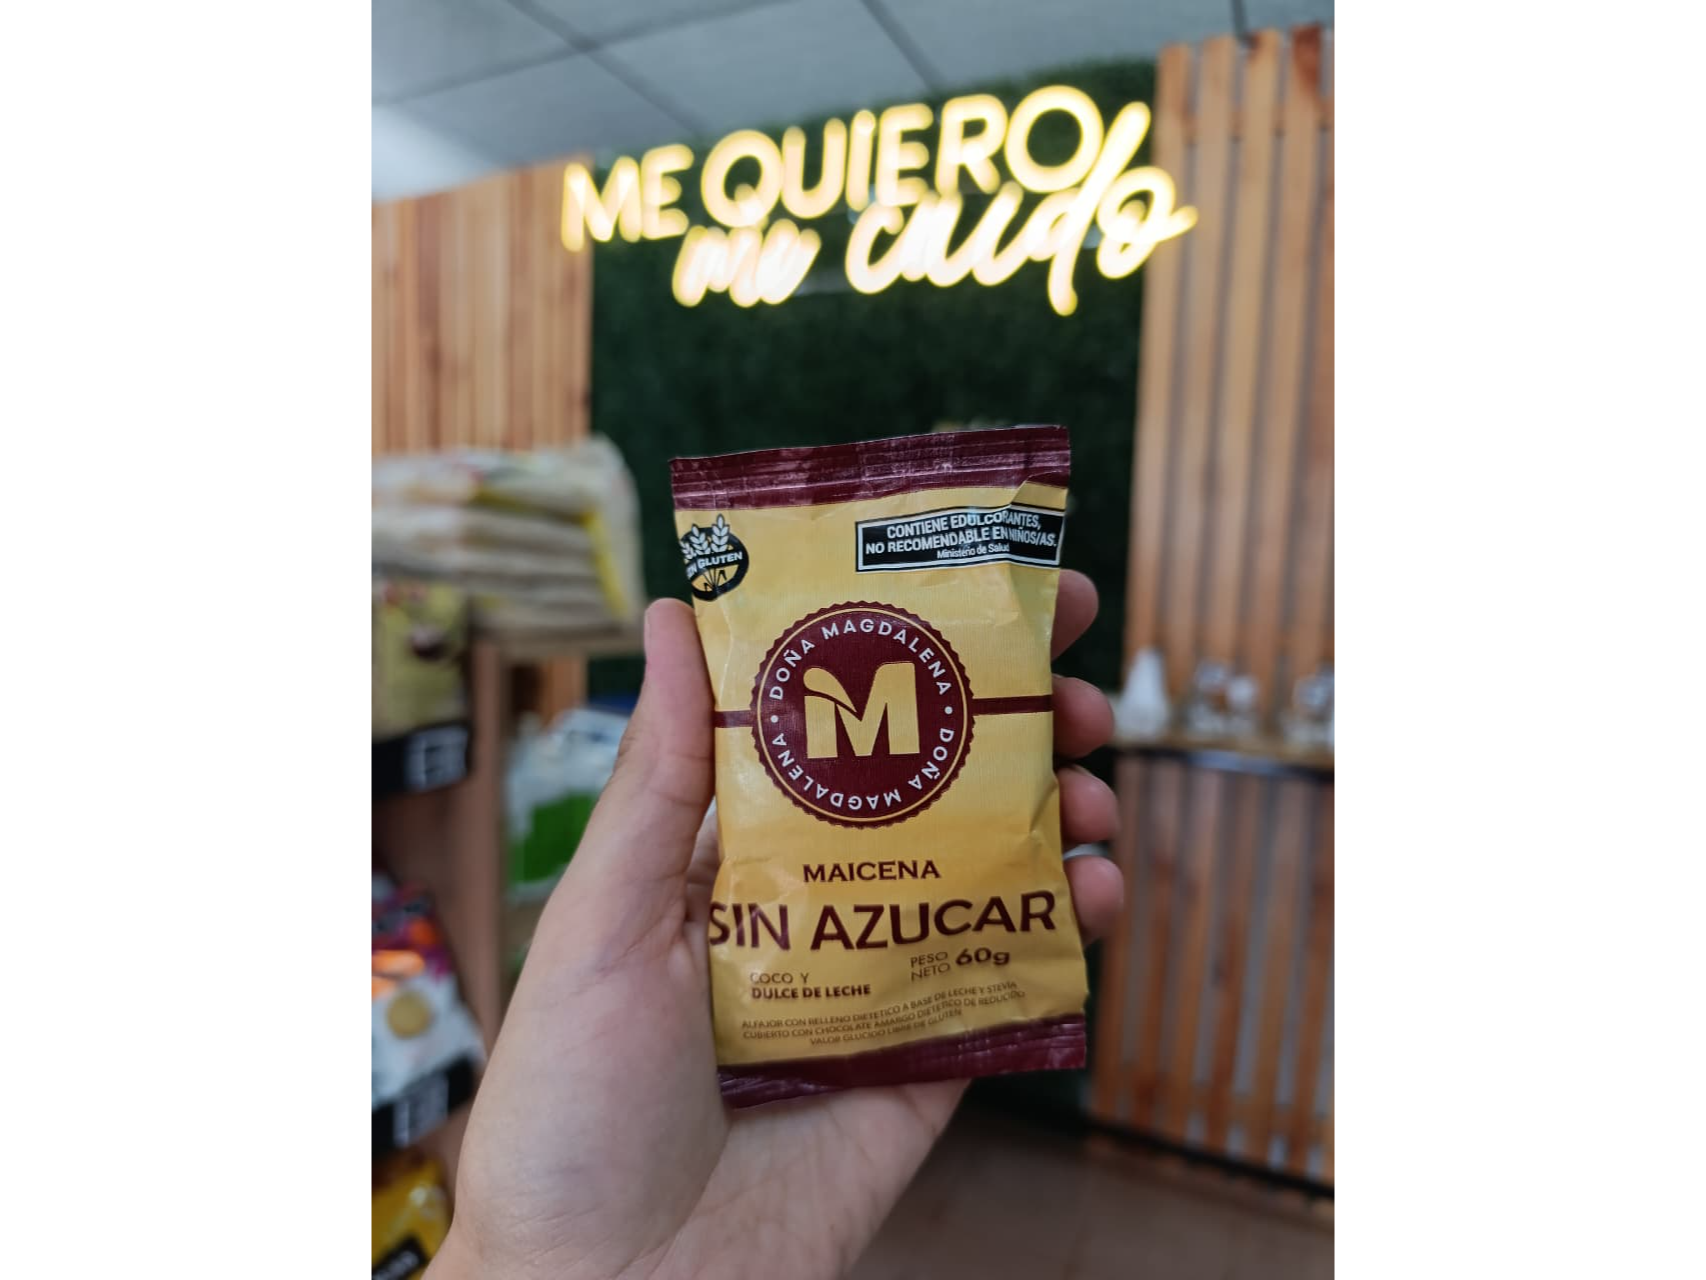 ME QUIERO
me cuido
SIN GLUTEN
CONTIENE EDULCORANTES,
NO RECOMENDABLE EN NIÑOS/AS.
Ministerio de Salud
DOÑA MAGDALENA • DOÑA MAGDALENA •
M
MAICENA
SIN AZUCAR
COCO Y
DULCE DE LECHE
PESO
NETO 60g
ALFAJOR CON RELLENO DIETETICO A BASE DE LECHE Y STEVIA
CUBIERTO CON CHOCOLATE AMARGO DIETETICO DE REDUCIDO
VALOR GLUCIDO LIBRE DE GLUTEN